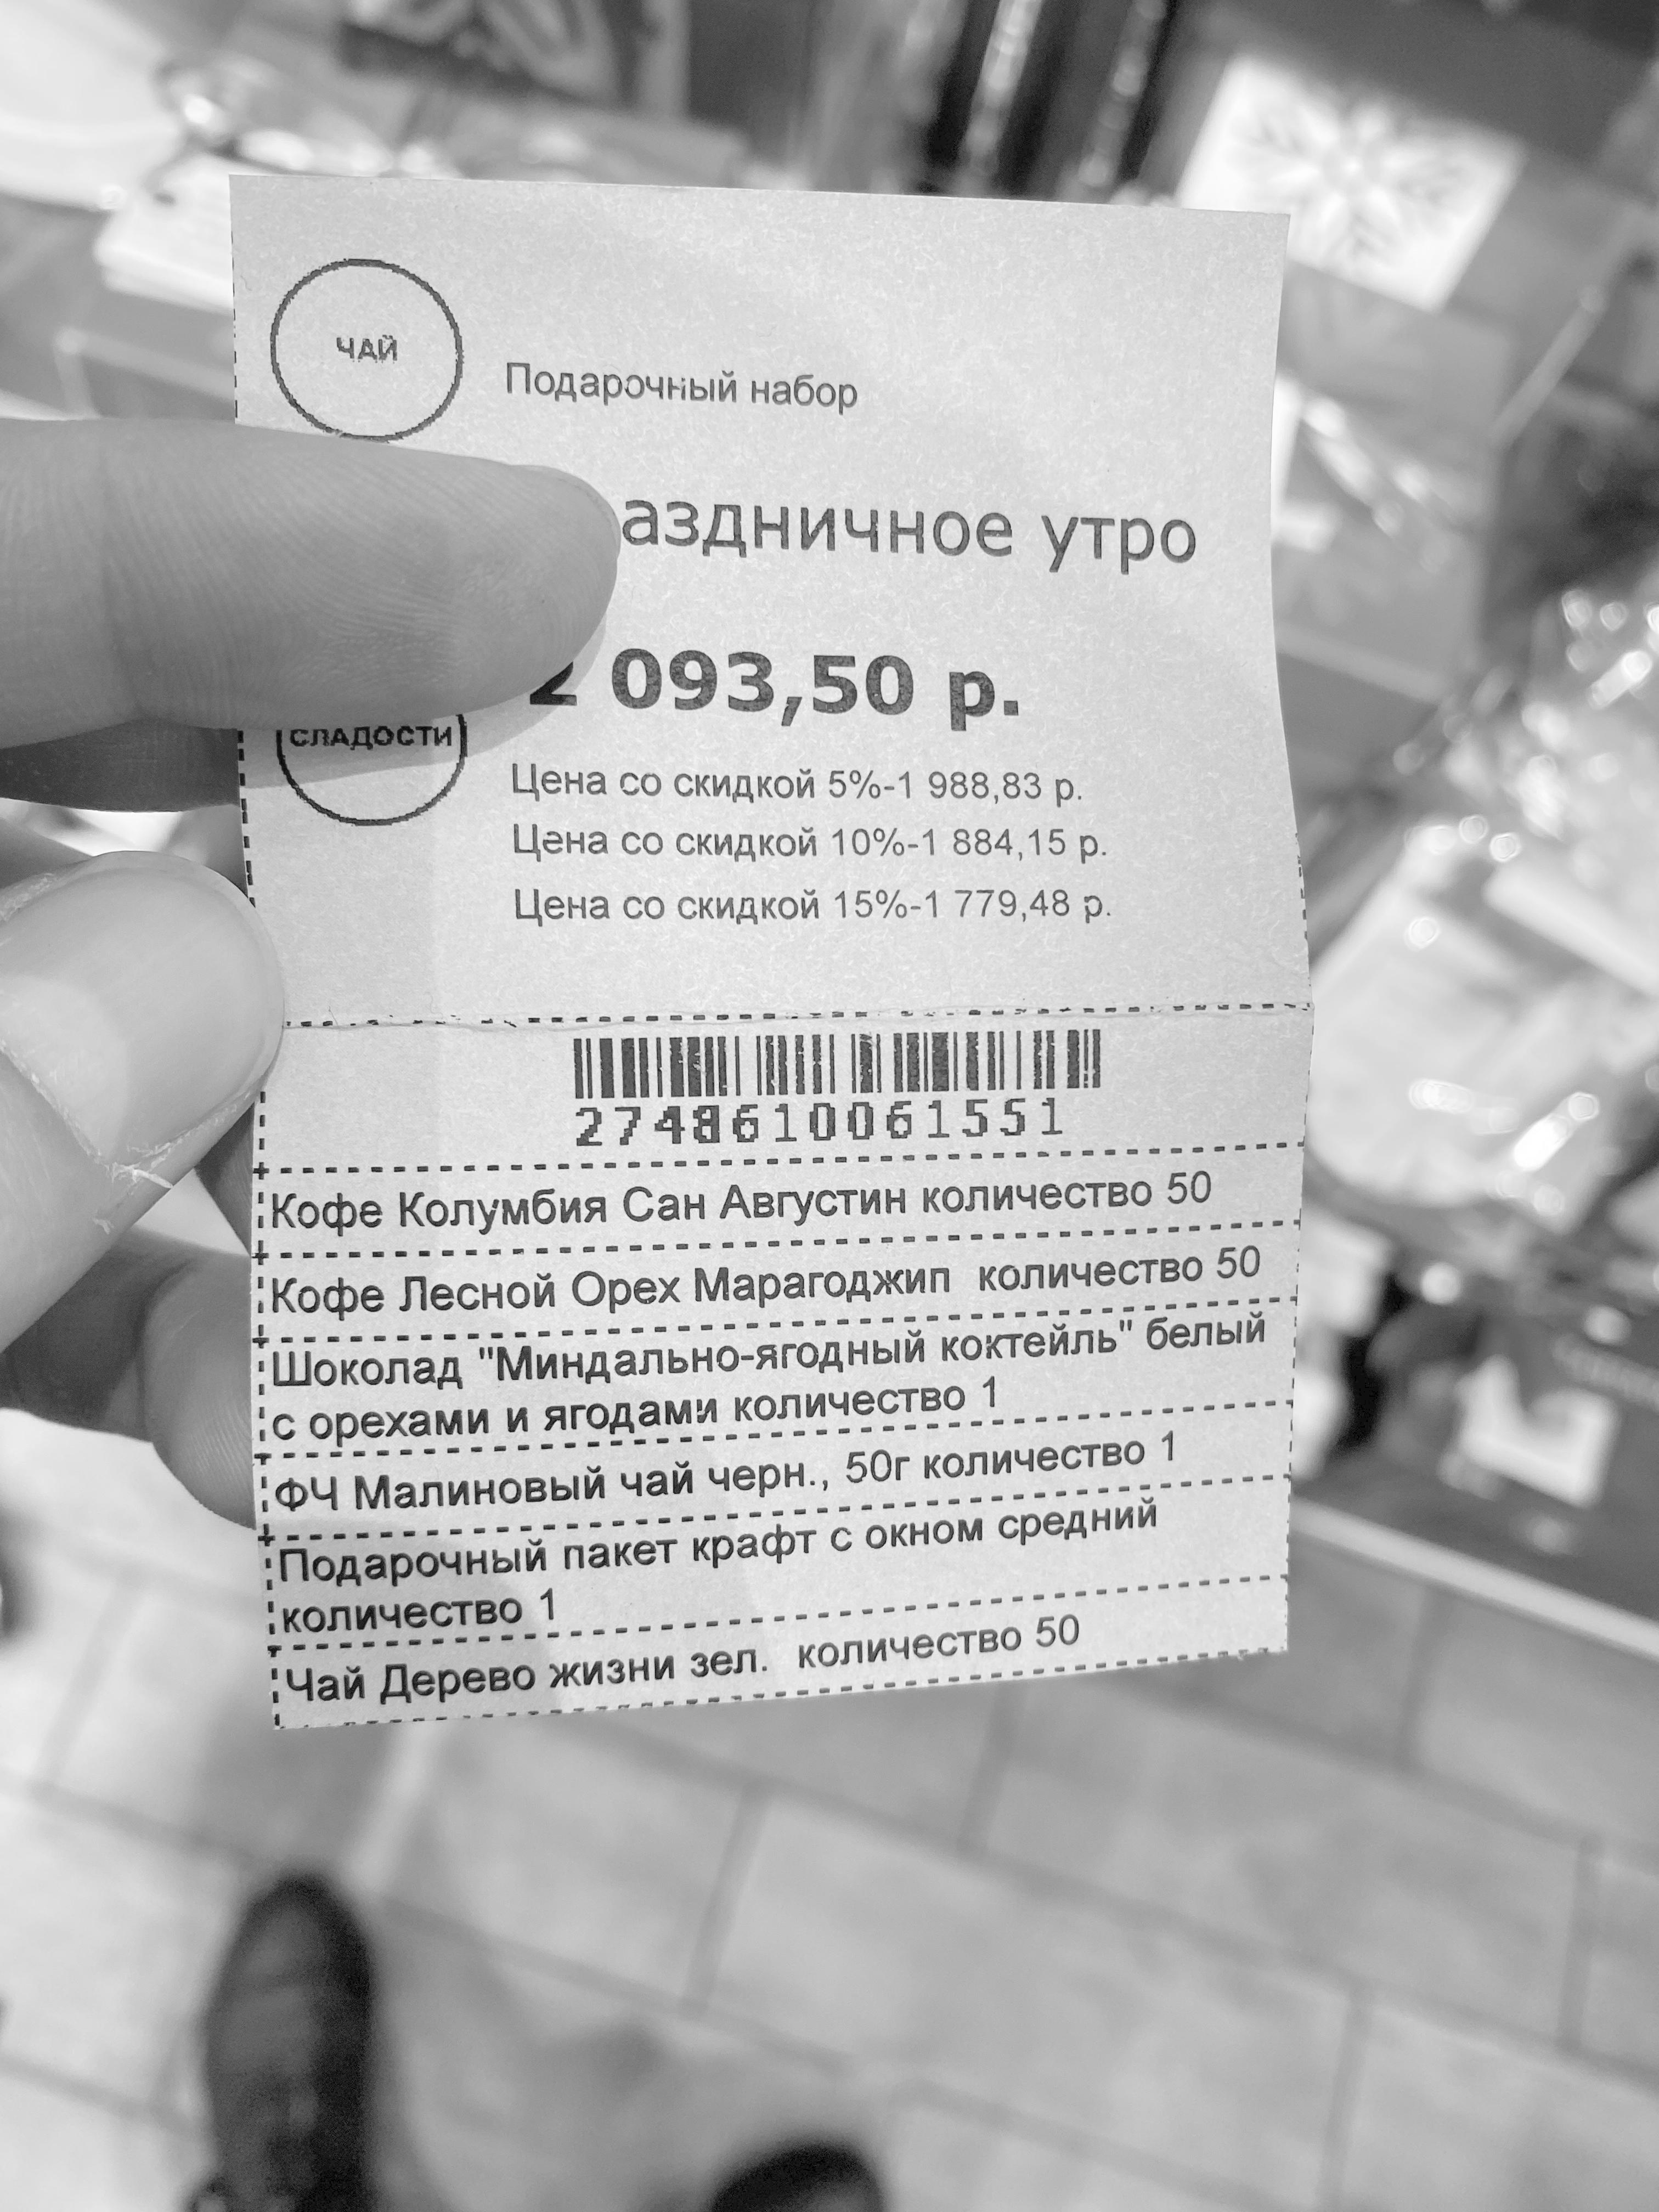 ЧАЙ
Подарочный набор
аздничное утро
2 093,50 р.
СЛАДОСТИ
Цена со скидкой 5%-1 988,83 р.
Цена со скидкой 10%-1 884,15 р.
Цена со скидкой 15%-1 779,48 р.
2748610061551
Кофе Колумбия Сан Августин количество 50
Кофе Лесной Орех Марагоджип количество 50
Шоколад "Миндально-ягодный коктейль" белый
с орехами и ягодами количество 1
ФЧ Малиновый чай черн., 50г количество 1
Подарочный пакет крафт с окном средний
количество 1
Чай Дерево жизни зел. количество 50